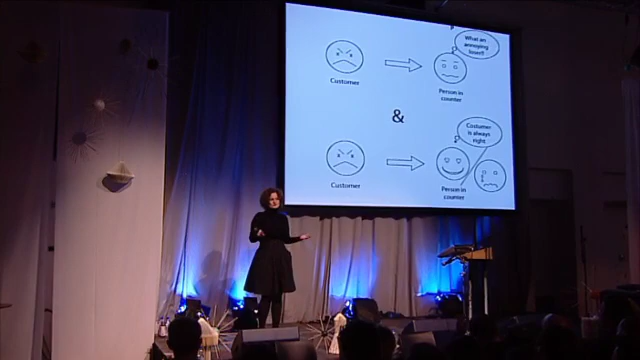 What an
annoying
loser!!
Customer
Person in
counter
&
Costumer
is always
right
Customer
Person in
counter